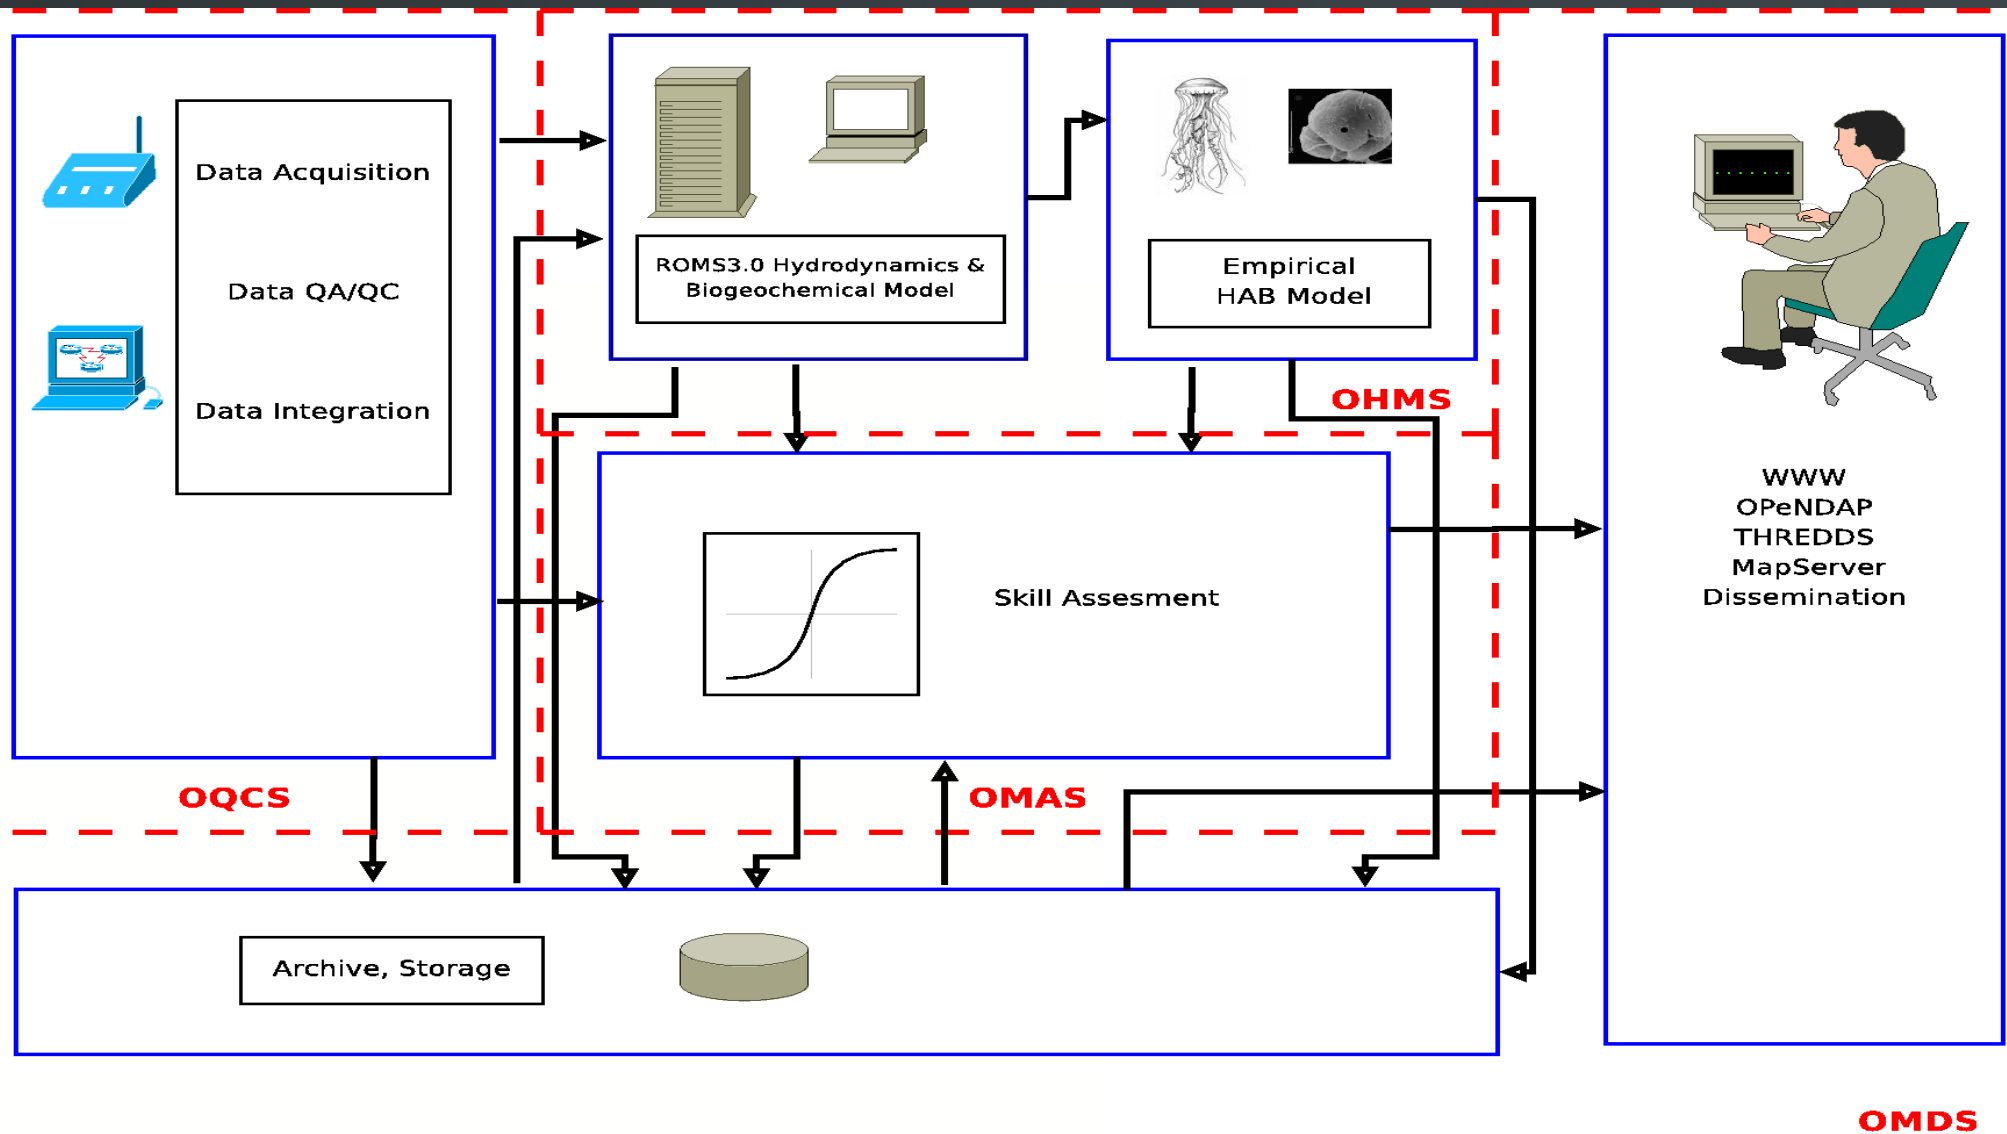 Data Acquisition
Data QA/QC
Data Integration
ROMS3.0 Hydrodynamics &
Biogeochemical Model
Empirical
HAB Model
OHMS
WWW
OPeNDAP
THREDDS
MapServer
Dissemination
Skill Assesment
OQCS
OMAS
Archive, Storage
OMDS